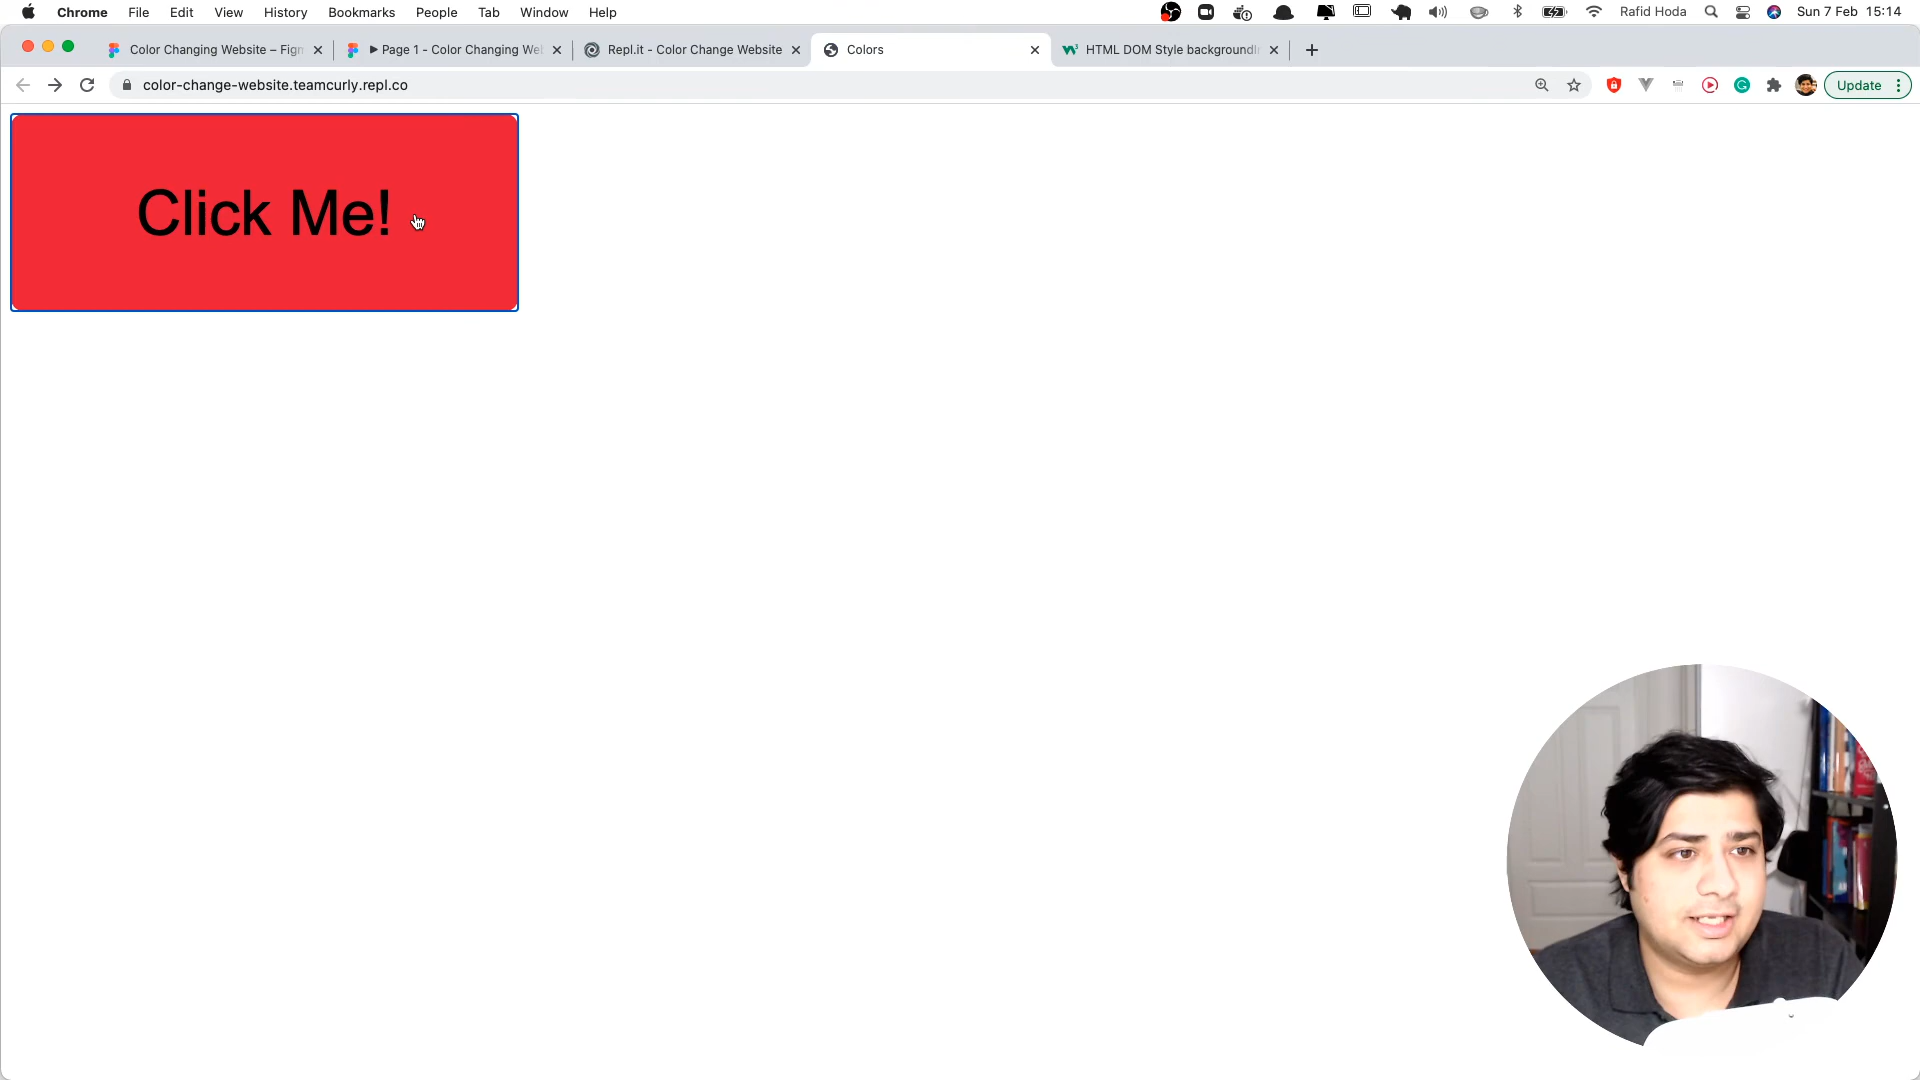 Chrome File Edit View History Bookmarks People Tab Window Help Rafid Hoda Sun 7 Feb 15:14
Color Changing Website – Fig ▶ Page 1 - Color Changing We Repl.it - Color Change Website Colors HTML DOM Style background
color-change-website.teamcurly.repl.co Update
Click Me!